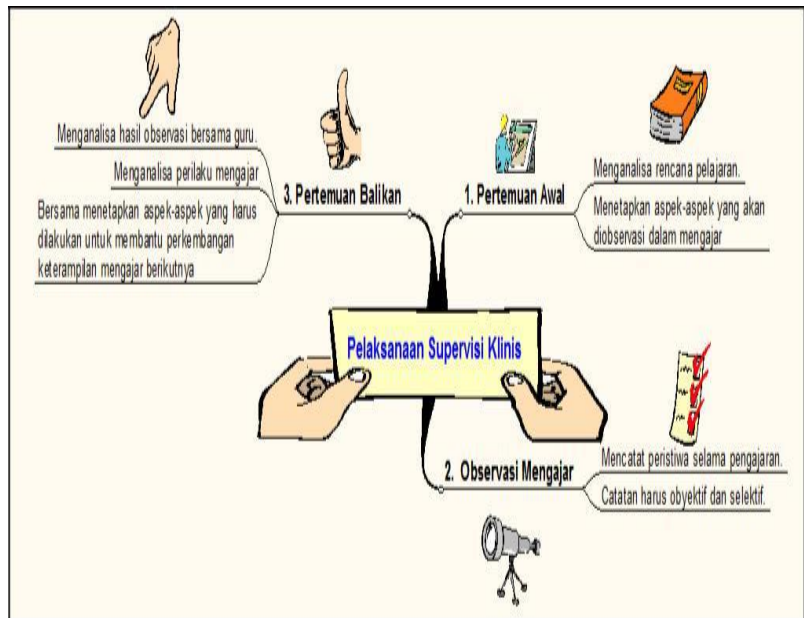 Pelaksanaan Supervisi Klinis
1. Pertemuan Awal
Menganalisa rencana pelajaran.
Menetapkan aspek-aspek yang akan
diobservasi dalam mengajar
2. Observasi Mengajar
Mencatat peristiwa selama pengajaran.
Catatan harus obyektif dan selektif.
3. Pertemuan Balikan
Menganalisa hasil observasi bersama guru.
Menganalisa perilaku mengajar
Bersama menetapkan aspek-aspek yang harus
dilakukan untuk membantu perkembangan
keterampilan mengajar berikutnya